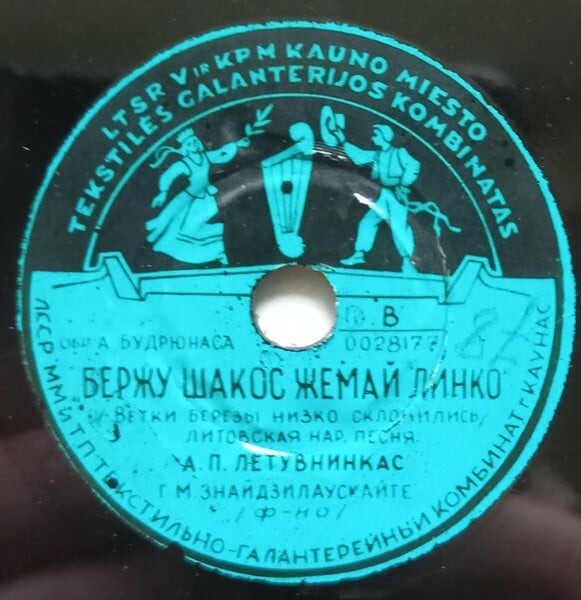 LTSR V ir KPM KAUNO MIESTO
TEKSTILĖS GALANTERIJOS KOMBINATAS
В
ОБР. А. БУДРЮНАСА
0028177
87
„БЕРЖУ ШАКОС ЖЕМАЙ ЛИНКО"
/ВЕТКИ БЕРЕЗЫ НИЗКО СКЛОНИЛИСЬ/
ЛИТОВСКАЯ НАР. ПЕСНЯ
А. П. ЛЕТУВНИНКАС
Г. М. ЗНАЙДЗИЛАУСКАЙТЕ
/Ф-НО/
ЛССР ММ и ТП ТЕКСТИЛЬНО-ГАЛАНТЕРЕЙНЫЙ КОМБИНАТ г. КАУНАС